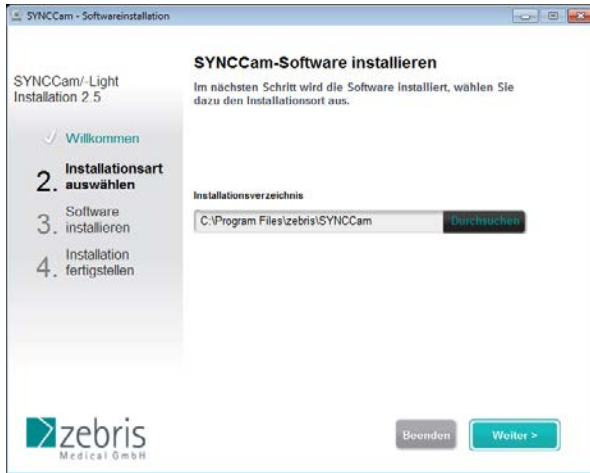 SYNCCam - Softwareinstallation
SYNCCam-Software installieren
SYNCCam/-Light
Installation 2.5
Im nächsten Schritt wird die Software installiert, wählen Sie
dazu den Installationsort aus.
Willkommen
2. Installationsart
auswählen
3. Software
installieren
4. Installation
fertigstellen
Installationsverzeichnis
C:\Program Files\zebris\SYNCCam
Durchsuchen
zebris
Medical GmbH
Beenden
Weiter >